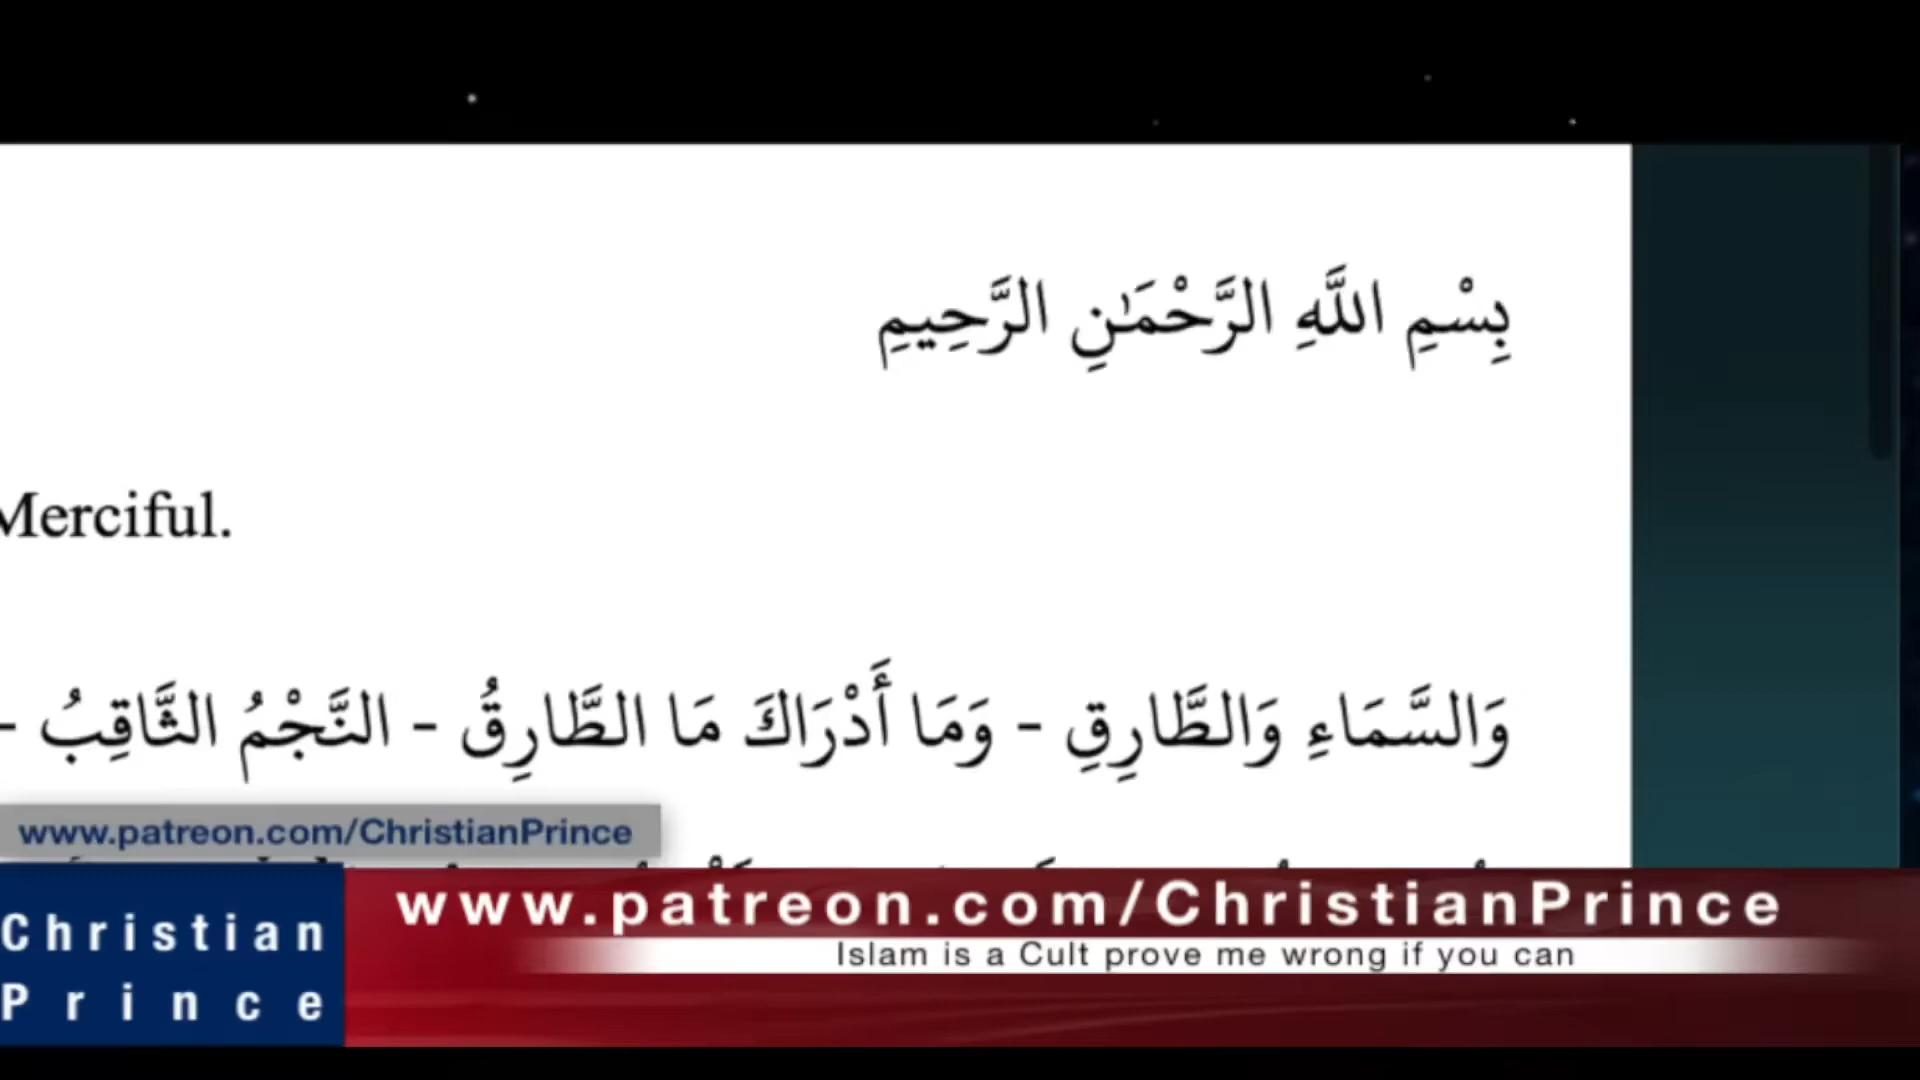 بِسْمِ اللَّهِ الرَّحْمَٰنِ الرَّحِيمِ
Merciful.
وَالسَّمَاءِ وَالطَّارِقِ - وَمَا أَدْرَاكَ مَا الطَّارِقُ - النَّجْمُ الثَّاقِبُ -
www.patreon.com/ChristianPrince
Christian
Prince
www.patreon.com/ChristianPrince
Islam is a Cult prove me wrong if you can